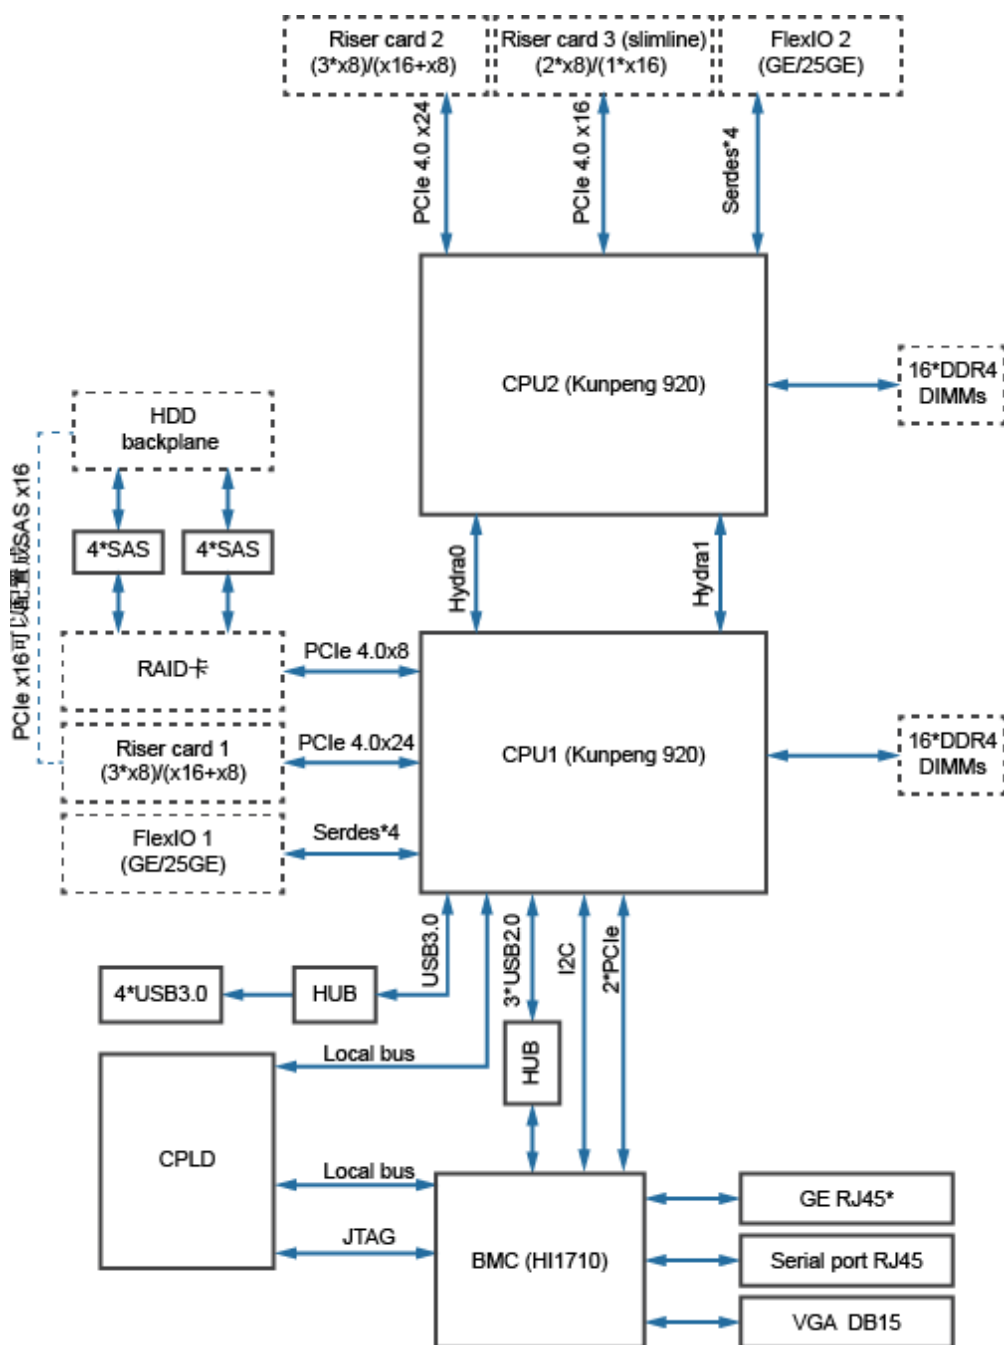 Riser card 2
(3*x8)/(x16+x8)
Riser card 3 (slimline)
(2*x8)/(1*x16)
FlexIO 2
(GE/25GE)
PCIe 4.0 x24
PCIe 4.0 x16
Serdes*4
CPU2 (Kunpeng 920)
16*DDR4
DIMMs
HDD
backplane
4*SAS
4*SAS
PCIe x16可以配置成SAS x16
Hydra0
Hydra1
RAID卡
PCIe 4.0x8
Riser card 1
(3*x8)/(x16+x8)
PCIe 4.0x24
CPU1 (Kunpeng 920)
16*DDR4
DIMMs
FlexIO 1
(GE/25GE)
Serdes*4
USB3.0
3*USB2.0
I2C
2*PCIe
4*USB3.0
HUB
HUB
Local bus
CPLD
Local bus
JTAG
BMC (HI1710)
GE RJ45*
Serial port RJ45
VGA DB15